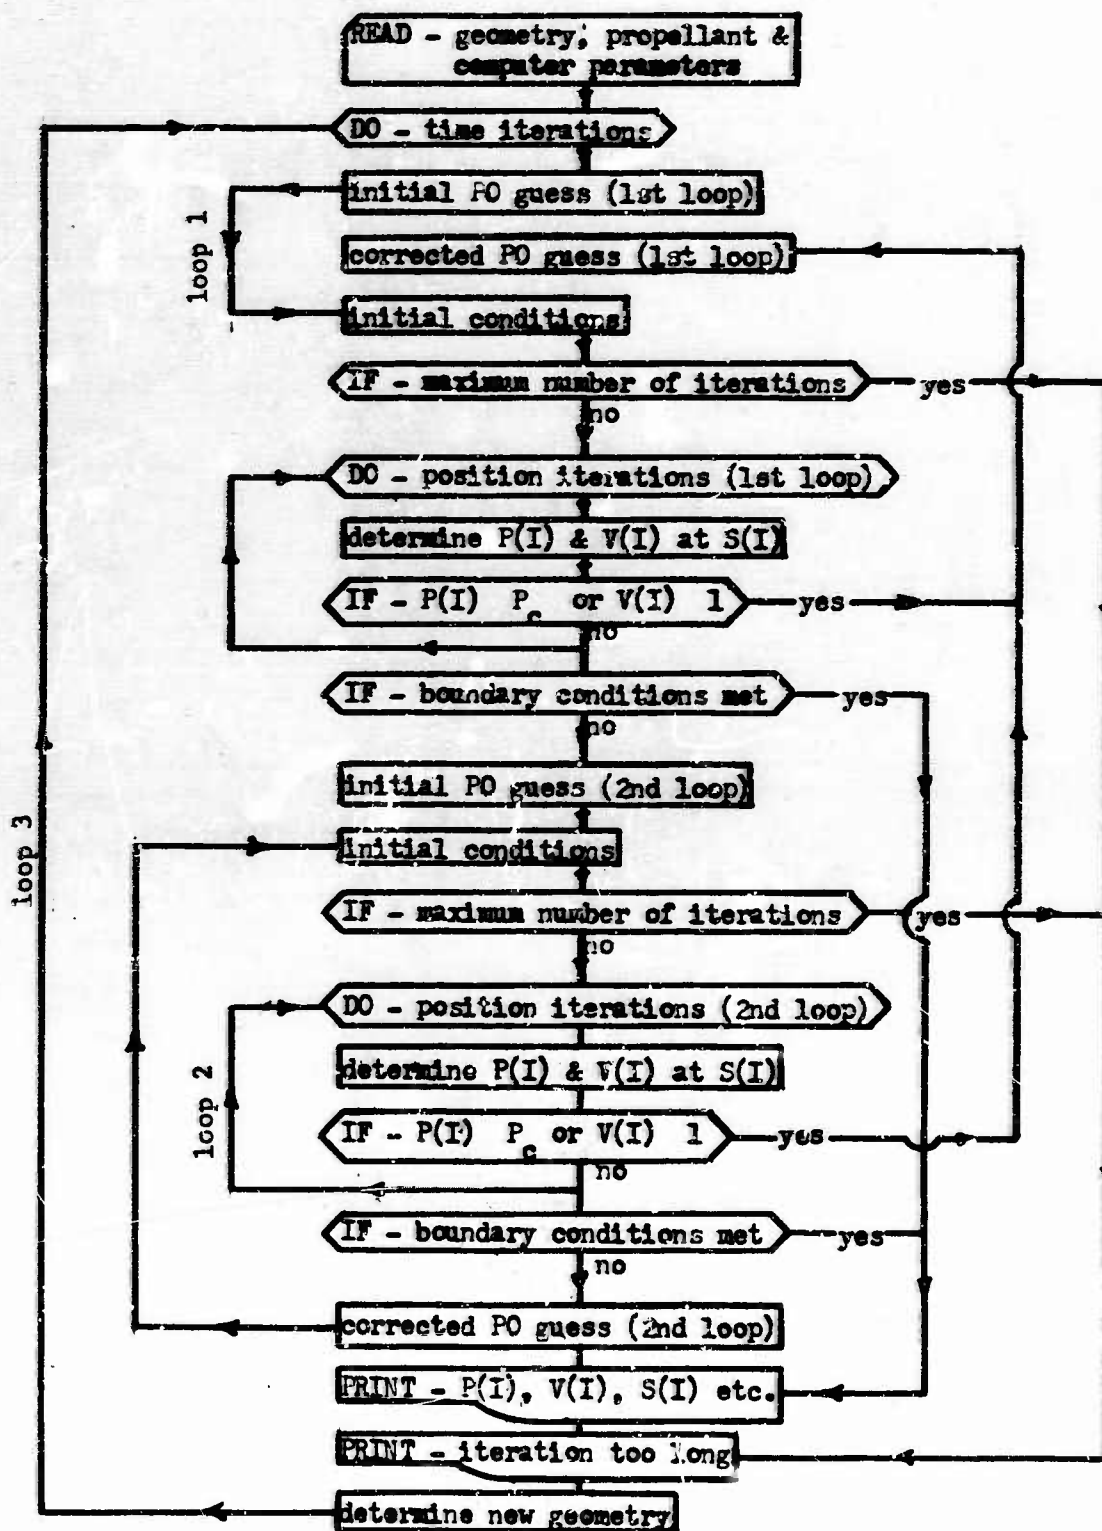 READ - geometry, propellant &
computer parameters
DO - time iterations
initial PO guess (1st loop)
loop 1
corrected PO guess (1st loop)
initial conditions
IF - maximum number of iterations
yes
no
DO - position iterations (1st loop)
determine P(I) & V(I) at S(I)
IF - P(I) P_c or V(I) 1
yes
no
IF - boundary conditions met
yes
no
initial PO guess (2nd loop)
loop 3
initial conditions
IF - maximum number of iterations
yes
no
DO - position iterations (2nd loop)
determine P(I) & V(I) at S(I)
loop 2
IF - P(I) P_c or V(I) 1
yes
no
IF - boundary conditions met
yes
no
corrected PO guess (2nd loop)
PRINT - P(I), V(I), S(I) etc.
PRINT - iteration too long
determine new geometry